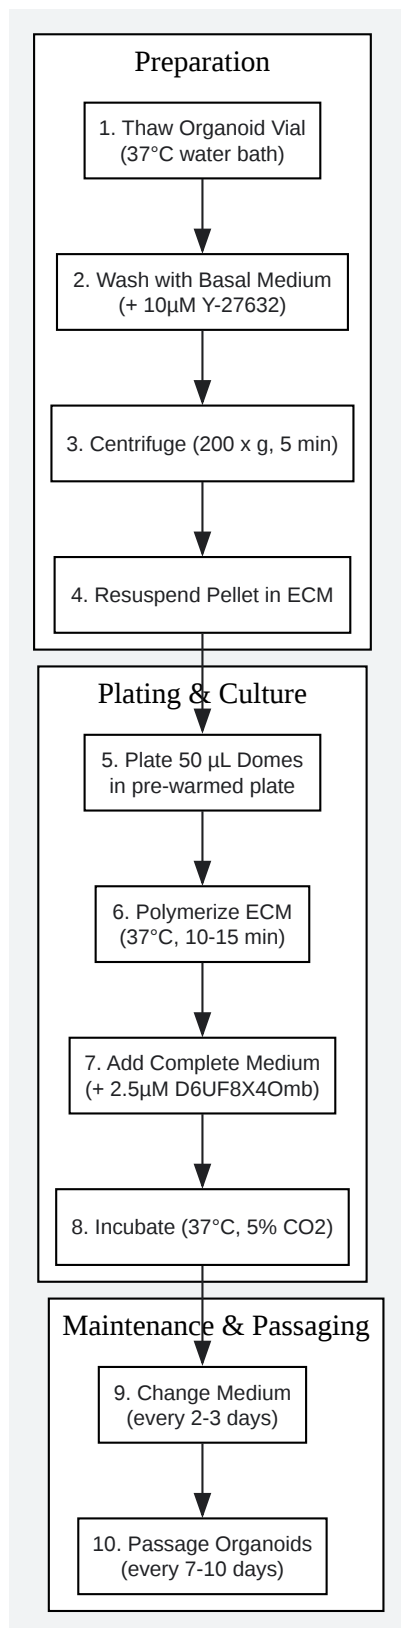 Preparation
1. Thaw Organoid Vial
(37°C water bath)
2. Wash with Basal Medium
(+ 10µM Y-27632)
3. Centrifuge (200 x g, 5 min)
4. Resuspend Pellet in ECM
Plating & Culture
5. Plate 50 µL Domes
in pre-warmed plate
6. Polymerize ECM
(37°C, 10-15 min)
7. Add Complete Medium
(+ 2.5µM D6UF8X4Omb)
8. Incubate (37°C, 5% CO2)
Maintenance & Passaging
9. Change Medium
(every 2-3 days)
10. Passage Organoids
(every 7-10 days)